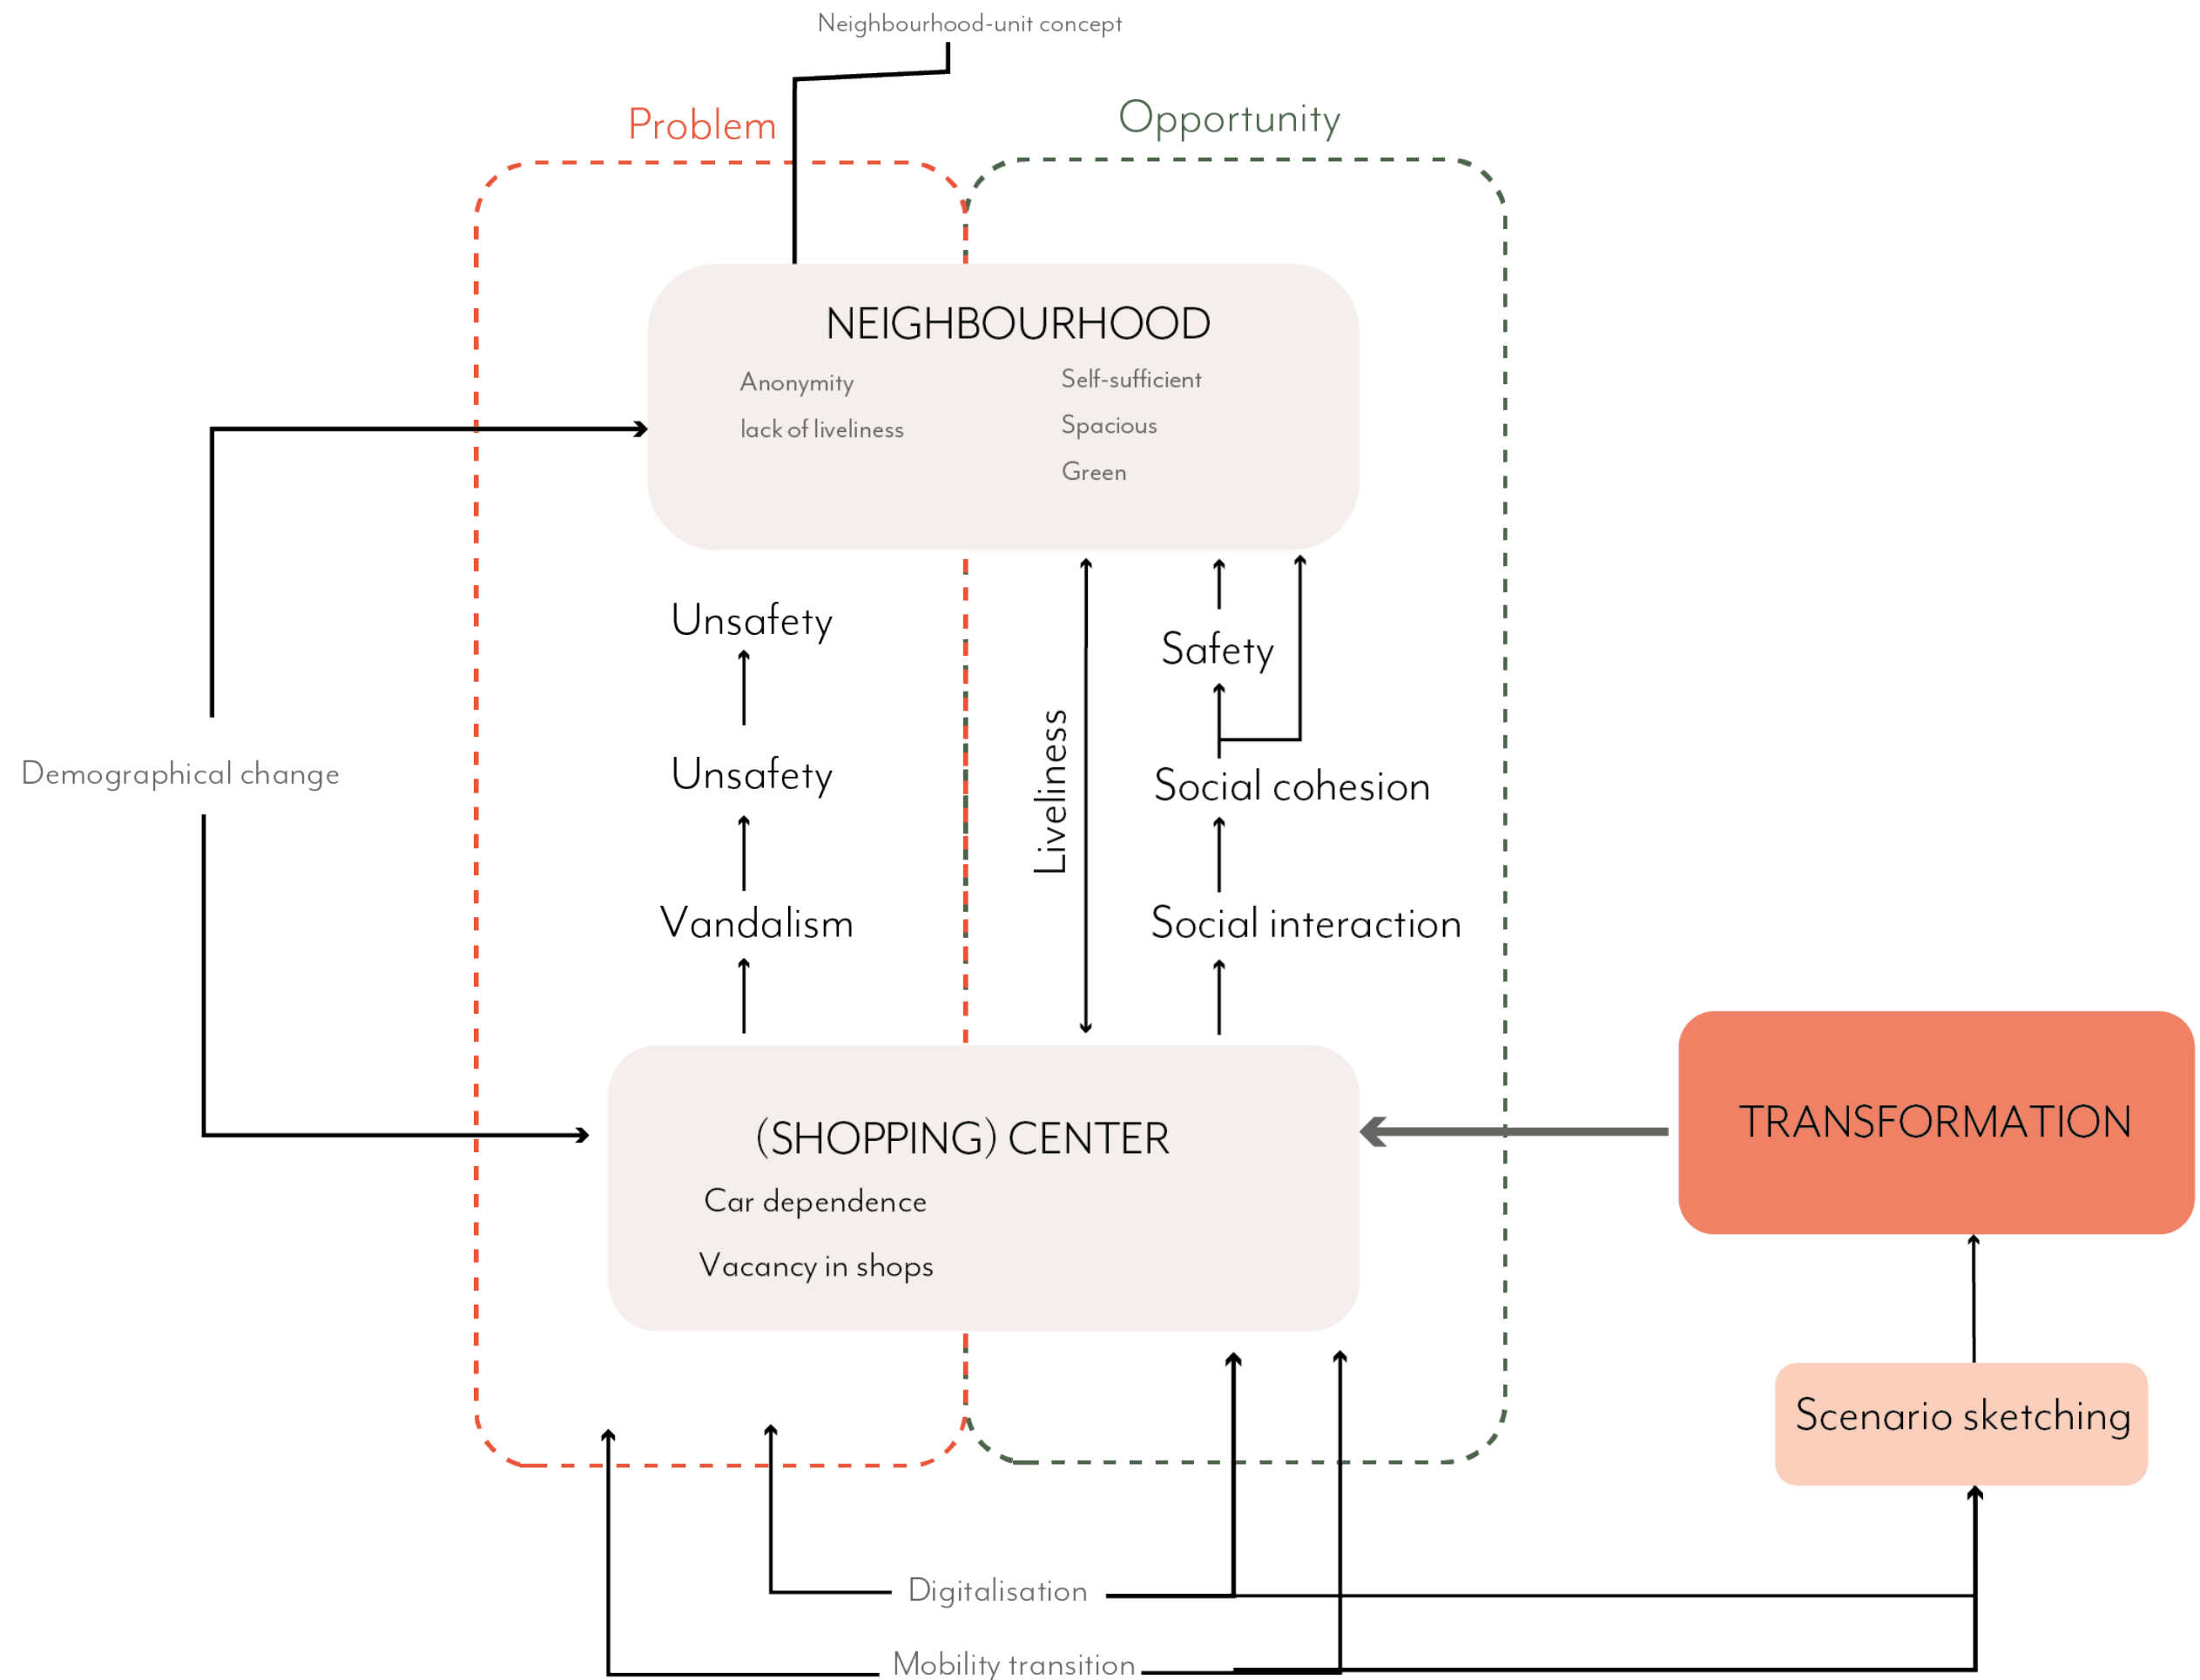 Neighbourhood-unit concept
Problem
Opportunity
NEIGHBOURHOOD
Anonymity
lack of liveliness
Self-sufficient
Spacious
Green
Unsafety
Unsafety
Vandalism
Liveliness
Safety
Social cohesion
Social interaction
Demographical change
(SHOPPING) CENTER
Car dependence
Vacancy in shops
TRANSFORMATION
Scenario sketching
Digitalisation
Mobility transition